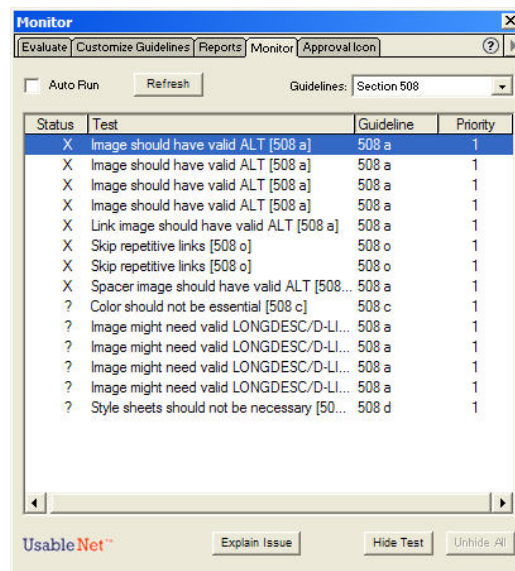 Monitor
Evaluate Customize Guidelines Reports Monitor Approval Icon ?
Auto Run Refresh Guidelines: Section 508
Status Test Guideline Priority
X Image should have valid ALT [508 a] 508 a 1
X Image should have valid ALT [508 a] 508 a 1
X Image should have valid ALT [508 a] 508 a 1
X Image should have valid ALT [508 a] 508 a 1
X Link image should have valid ALT [508 a] 508 a 1
X Skip repetitive links [508 o] 508 o 1
X Skip repetitive links [508 o] 508 o 1
X Spacer image should have valid ALT [508... 508 a 1
? Color should not be essential [508 c] 508 c 1
? Image might need valid LONGDESC/D-LI... 508 a 1
? Image might need valid LONGDESC/D-LI... 508 a 1
? Image might need valid LONGDESC/D-LI... 508 a 1
? Image might need valid LONGDESC/D-LI... 508 a 1
? Style sheets should not be necessary [50... 508 d 1
UsableNet™ Explain Issue Hide Test Unhide All